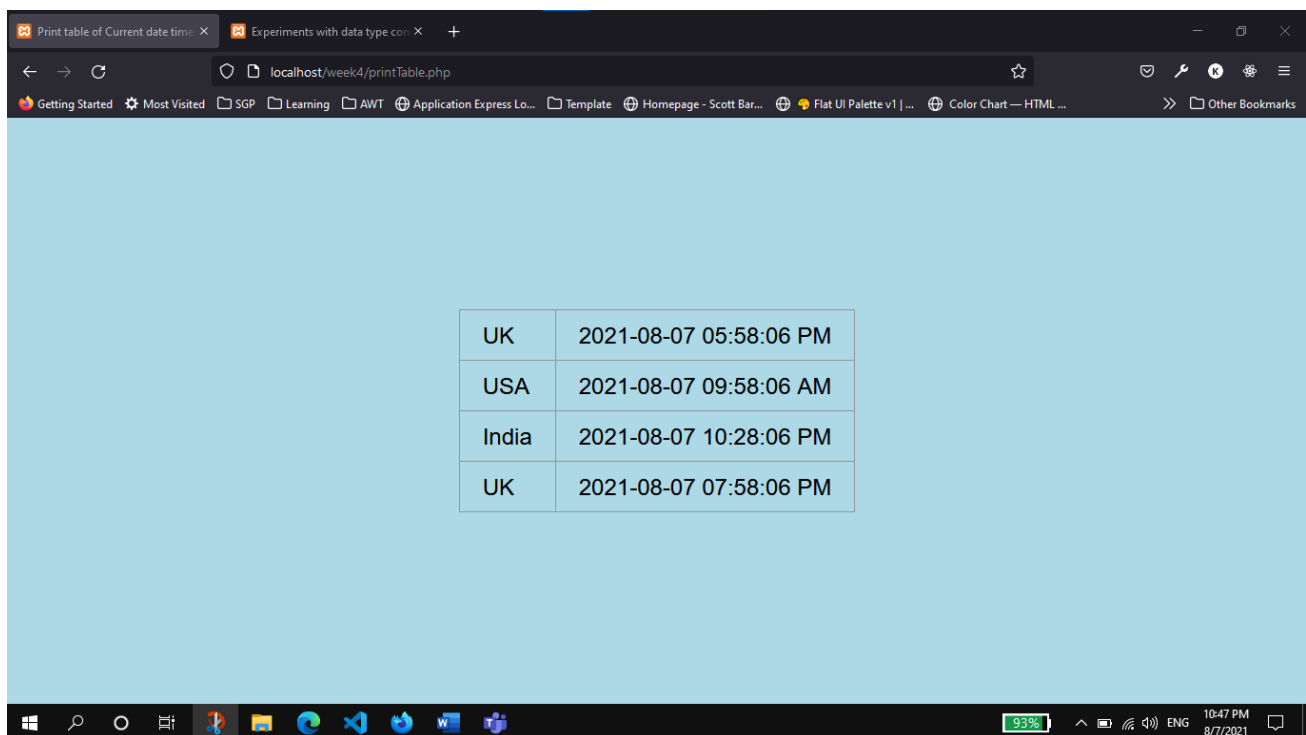 Print table of Current date time
Experiments with data type con
localhost/week4/printTable.php
K
Getting Started Most Visited SGP Learning AWT Application Express Lo... Template Homepage - Scott Bar... Flat UI Palette v1 | ... Color Chart — HTML ... Other Bookmarks
UK 2021-08-07 05:58:06 PM
USA 2021-08-07 09:58:06 AM
India 2021-08-07 10:28:06 PM
UK 2021-08-07 07:58:06 PM
93% ENG 10:47 PM
8/7/2021